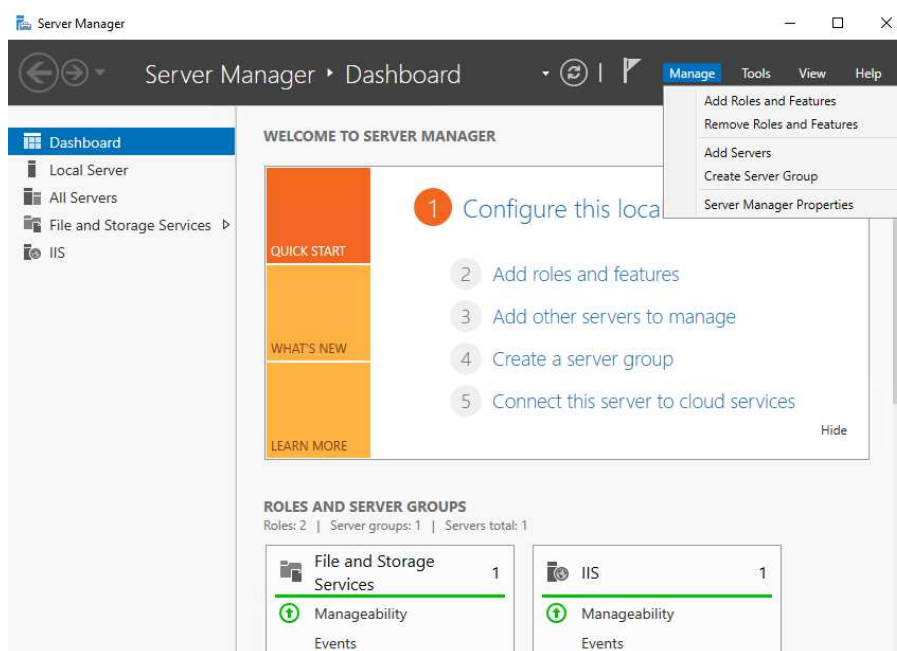 Server Manager
Server Manager ‣ Dashboard
Manage Tools View Help
Add Roles and Features
Remove Roles and Features
Add Servers
Create Server Group
Server Manager Properties
Dashboard
Local Server
All Servers
File and Storage Services
IIS
WELCOME TO SERVER MANAGER
QUICK START
WHAT'S NEW
LEARN MORE
1 Configure this loca
2 Add roles and features
3 Add other servers to manage
4 Create a server group
5 Connect this server to cloud services
Hide
ROLES AND SERVER GROUPS
Roles: 2 | Server groups: 1 | Servers total: 1
File and Storage
Services
1
Manageability
Events
IIS 1
Manageability
Events